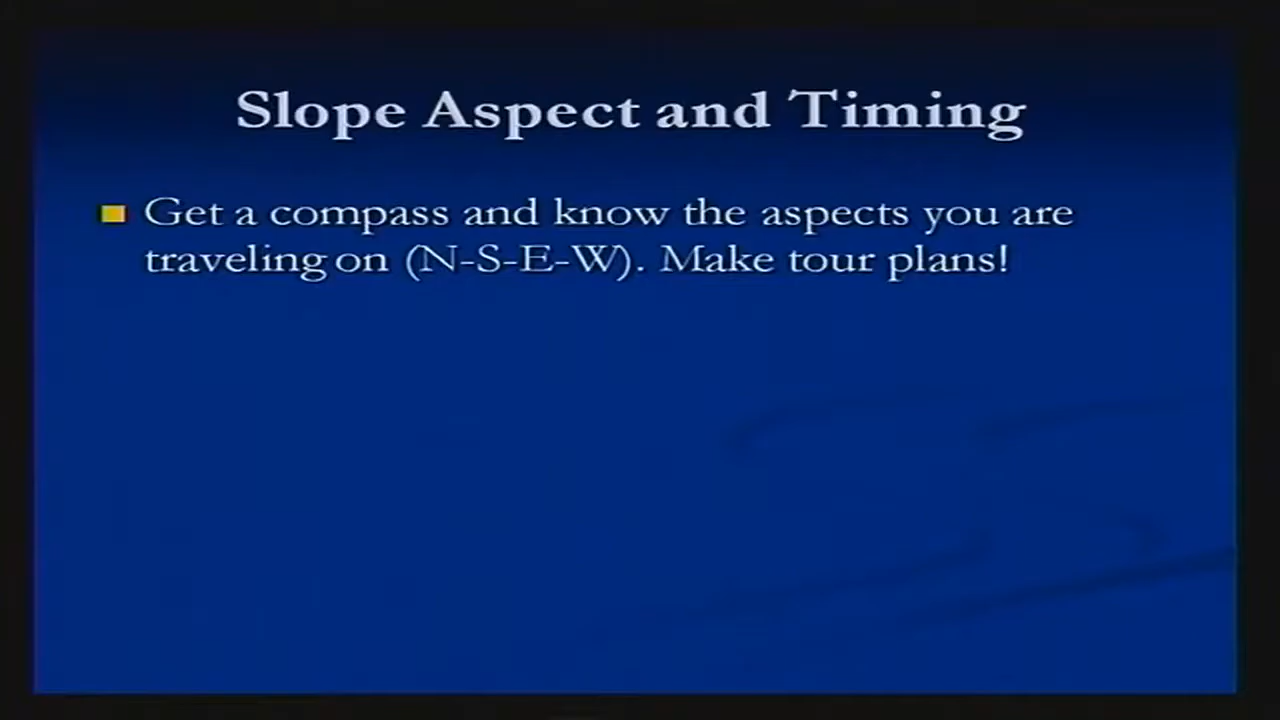 Slope Aspect and Timing
Get a compass and know the aspects you are
traveling on (N-S-E-W). Make tour plans!